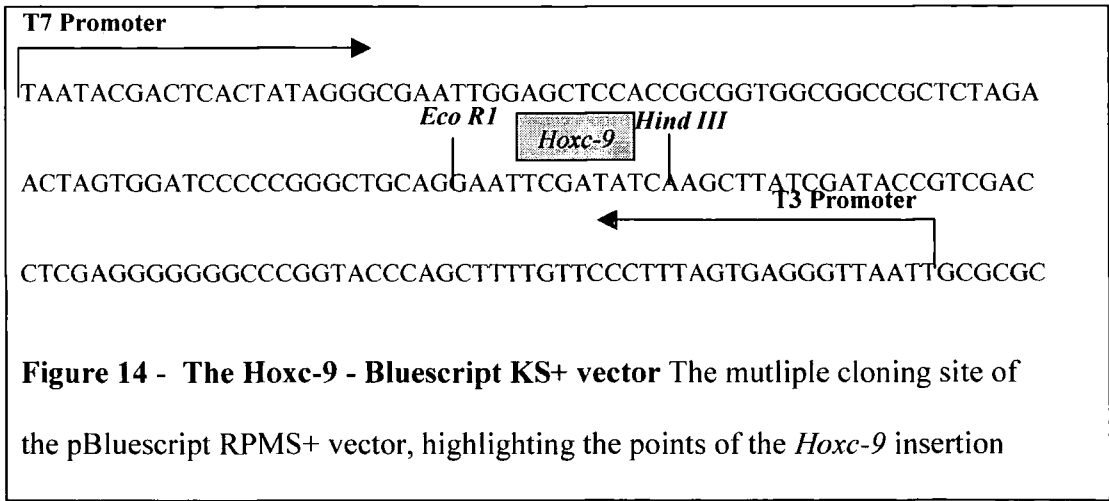 T7 Promoter
TAATACGACTCACTATAGGGCGAATTGGAGCTCCACCGCGGTGGCGGCCGCTCTAGA
Eco R1 Hoxc-9 Hind III
ACTAGTGGATCCCCCGGGCTGCAGGAATTCGATATCAAGCTTATCGATACCGTCGAC
T3 Promoter
CTCGAGGGGGGGCCCGGTACCCAGCTTTTGTTCCCTTTAGTGAGGGTTAATTGCGCGC
Figure 14 - The Hoxc-9 - Bluescript KS+ vector The mutliple cloning site of
the pBluescript RPMS+ vector, highlighting the points of the Hoxc-9 insertion